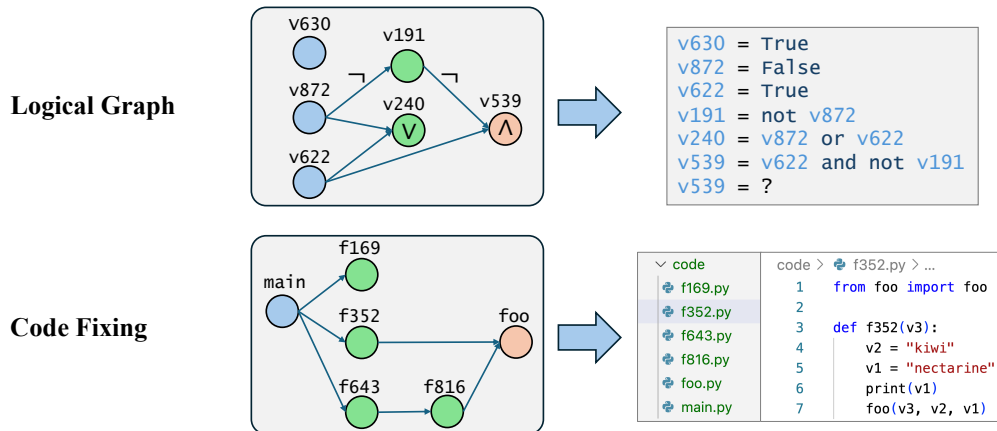 Logical Graph
v630
v872
v622
v191
v240
v539
¬
¬
∨
∧
v630 = True
v872 = False
v622 = True
v191 = not v872
v240 = v872 or v622
v539 = v622 and not v191
v539 = ?
Code Fixing
main
f169
f352
f643
f816
foo
code
f169.py
f352.py
f643.py
f816.py
foo.py
main.py
code > f352.py > ...
1 from foo import foo
2
3 def f352(v3):
4 v2 = "kiwi"
5 v1 = "nectarine"
6 print(v1)
7 foo(v3, v2, v1)